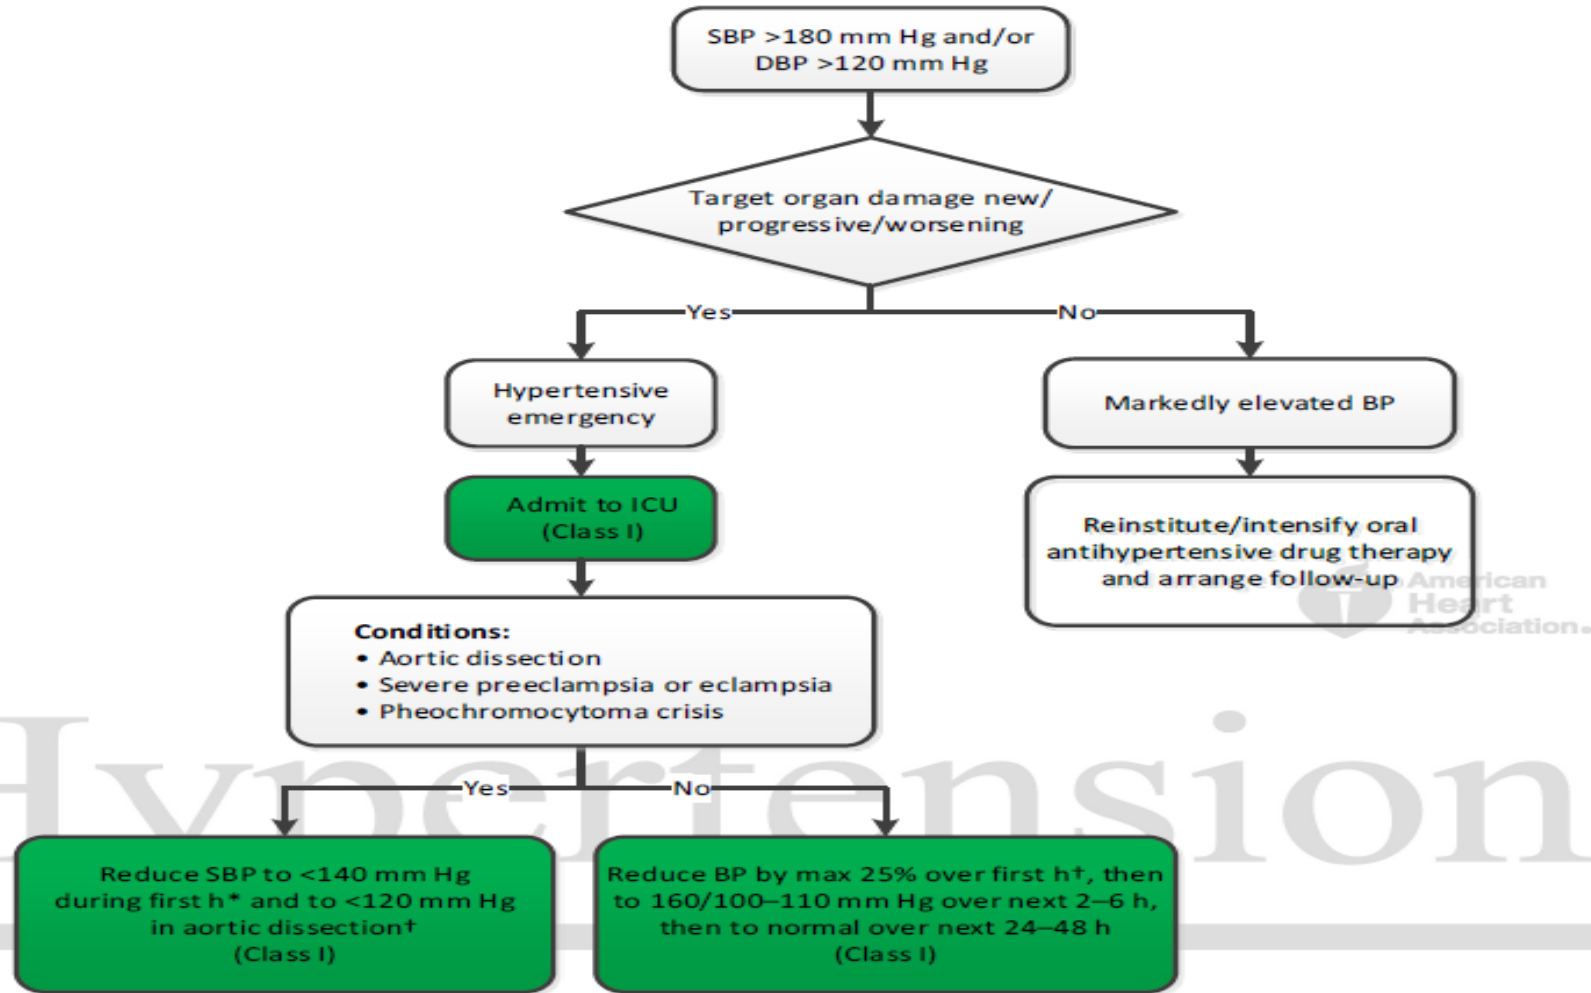 SBP >180 mm Hg and/or
DBP >120 mm Hg
Target organ damage new/
progressive/worsening
Yes
No
Hypertensive
emergency
Markedly elevated BP
Admit to ICU
(Class I)
Reinstitute/intensify oral
antihypertensive drug therapy
and arrange follow-up
American
Heart
Association.
Conditions:
• Aortic dissection
• Severe preeclampsia or eclampsia
• Pheochromocytoma crisis
Hypertension
Yes
No
Reduce SBP to <140 mm Hg
during first h* and to <120 mm Hg
in aortic dissection†
(Class I)
Reduce BP by max 25% over first h†, then
to 160/100–110 mm Hg over next 2–6 h,
then to normal over next 24–48 h
(Class I)